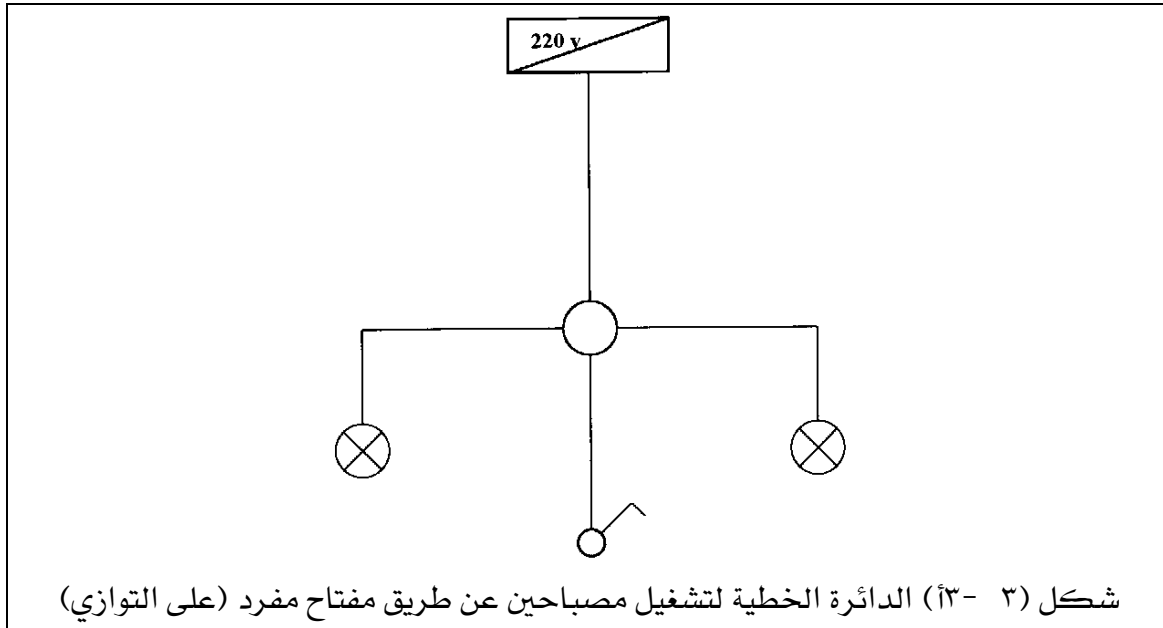 220 v
شكل (٣ -٣أ) الدائرة الخطية لتشغيل مصباحين عن طريق مفتاح مفرد (على التوازي)